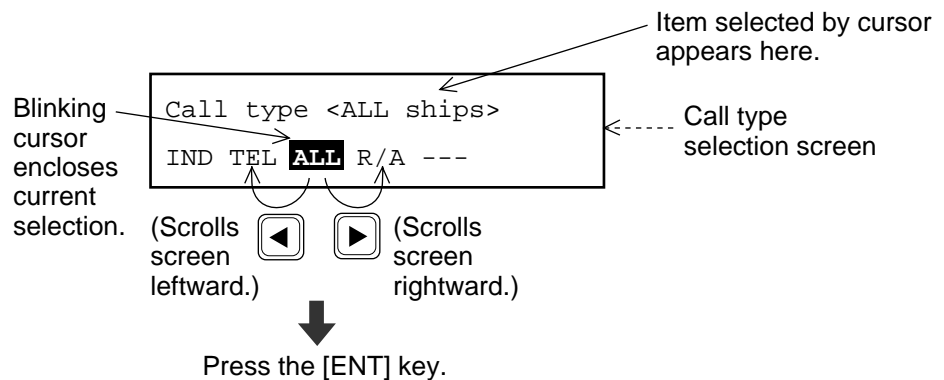 Item selected by cursor
appears here.
Blinking
cursor
encloses
current
selection.
Call type <ALL ships>
IND TEL ALL R/A ---
Call type
selection screen
(Scrolls
screen
leftward.)
(Scrolls
screen
rightward.)
Press the [ENT] key.